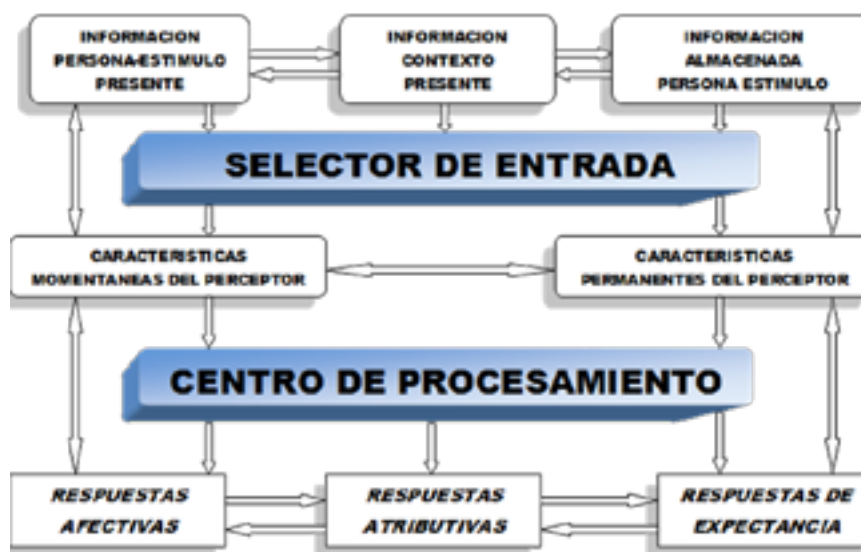 INFORMACION
PERSONA-ESTIMULO
PRESENTE
INFORMACION
CONTEXTO
PRESENTE
INFORMACION
ALMACENADA
PERSONA ESTIMULO
SELECTOR DE ENTRADA
CARACTERISTICAS
MOMENTANEAS DEL PERCEPTOR
CARACTERISTICAS
PERMANENTES DEL PERCEPTOR
CENTRO DE PROCESAMIENTO
RESPUESTAS
AFECTIVAS
RESPUESTAS
ATRIBUTIVAS
RESPUESTAS DE
EXPECTANCIA